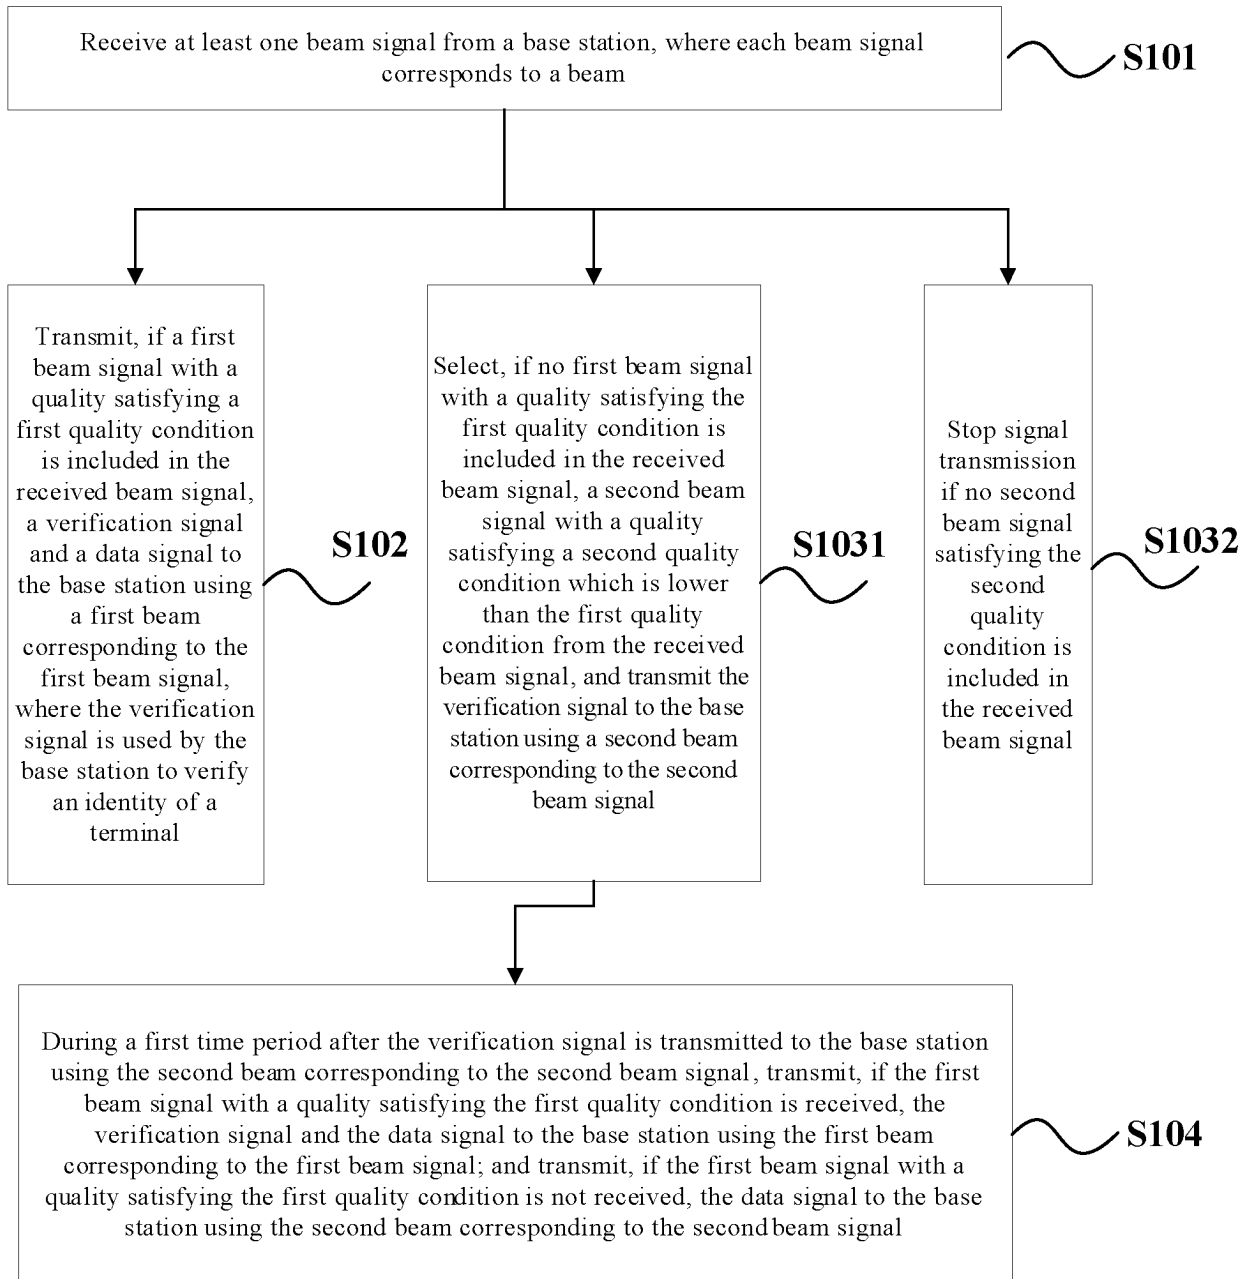 Receive at least one beam signal from a base station, where each beam signal
corresponds to a beam
S101
Transmit, if a first
beam signal with a
quality satisfying a
first quality condition
is included in the
received beam signal,
a verification signal
and a data signal to
the base station using
a first beam
corresponding to the
first beam signal,
where the verification
signal is used by the
base station to verify
an identity of a
terminal
S102
Select, if no first beam signal
with a quality satisfying the
first quality condition is
included in the received
beam signal, a second beam
signal with a quality
satisfying a second quality
condition which is lower
than the first quality
condition from the received
beam signal, and transmit the
verification signal to the base
station using a second beam
corresponding to the second
beam signal
S1031
Stop signal
transmission
if no second
beam signal
satisfying the
second
quality
condition is
included in
the received
beam signal
S1032
During a first time period after the verification signal is transmitted to the base station
using the second beam corresponding to the second beam signal, transmit, if the first
beam signal with a quality satisfying the first quality condition is received, the
verification signal and the data signal to the base station using the first beam
corresponding to the first beam signal; and transmit, if the first beam signal with a
quality satisfying the first quality condition is not received, the data signal to the base
station using the second beam corresponding to the second beam signal
S104